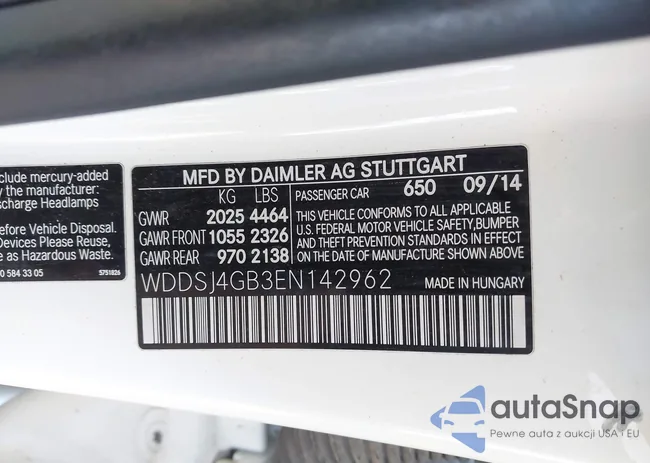 include mercury-added
the manufacturer:
scharge Headlamps
Before Vehicle Disposal.
Devices Please Reuse,
as Hazardous Waste.
0 584 33 05
5751826
MFD BY DAIMLER AG STUTTGART
KG LBS
GVWR 2025 4464
GAWR FRONT 1055 2326
GAWR REAR 970 2138
PASSENGER CAR 650 09/14
THIS VEHICLE CONFORMS TO APPLICABLE
U.S. FEDERAL MOTOR VEHICLE SAFETY, BUMPER
AND THEFT PREVENTION STANDARDS IN EFFECT
ON THE DATE OF MANUFACTURE SHOWN ABOVE.
WDDSJ4GB3EN142962
MADE IN HUNGARY
autaSnap
Pewne auta z aukcji USA i EU